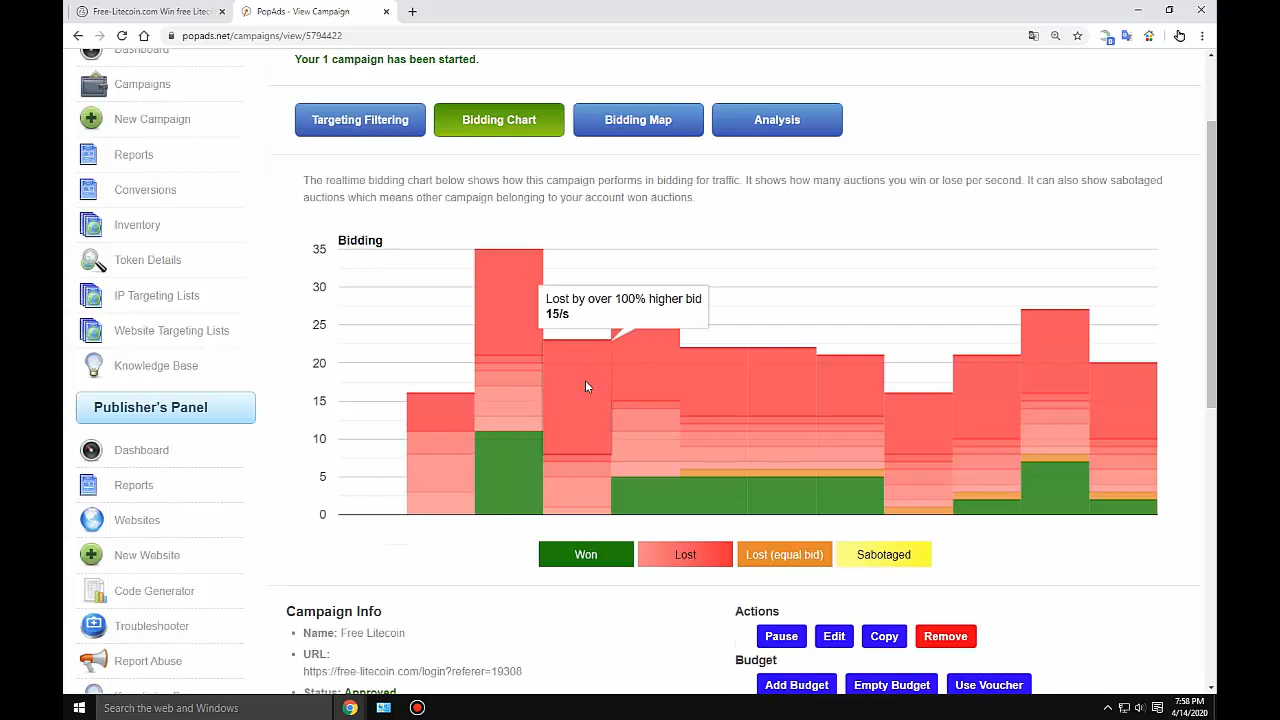 Free-Litecoin.com Win free Litec
PopAds - View Campaign
popads.net/campaigns/view/5794422
0
Dashboard
Campaigns
New Campaign
Reports
Conversions
Inventory
Token Details
IP Targeting Lists
Website Targeting Lists
Knowledge Base
Publisher's Panel
Dashboard
Reports
Websites
New Website
Code Generator
Troubleshooter
Report Abuse
Your 1 campaign has been started.
Targeting Filtering
Bidding Chart
Bidding Map
Analysis
The realtime bidding chart below shows how this campaign performs in bidding for traffic. It shows how many auctions you win or lose per second. It can also show sabotaged
auctions which means other campaign belonging to your account won auctions.
Bidding
35
30
25
20
15
10
5
0
Lost by over 100% higher bid
15/s
Won
Lost
Lost (equal bid)
Sabotaged
Campaign Info
Name: Free Litecoin
URL:
https://free-litecoin.com/login?referer=19308
Status: Approved
Actions
Pause
Edit
Copy
Remove
Budget
Add Budget
Empty Budget
Use Voucher
Search the web and Windows
7:58 PM
4/14/2020